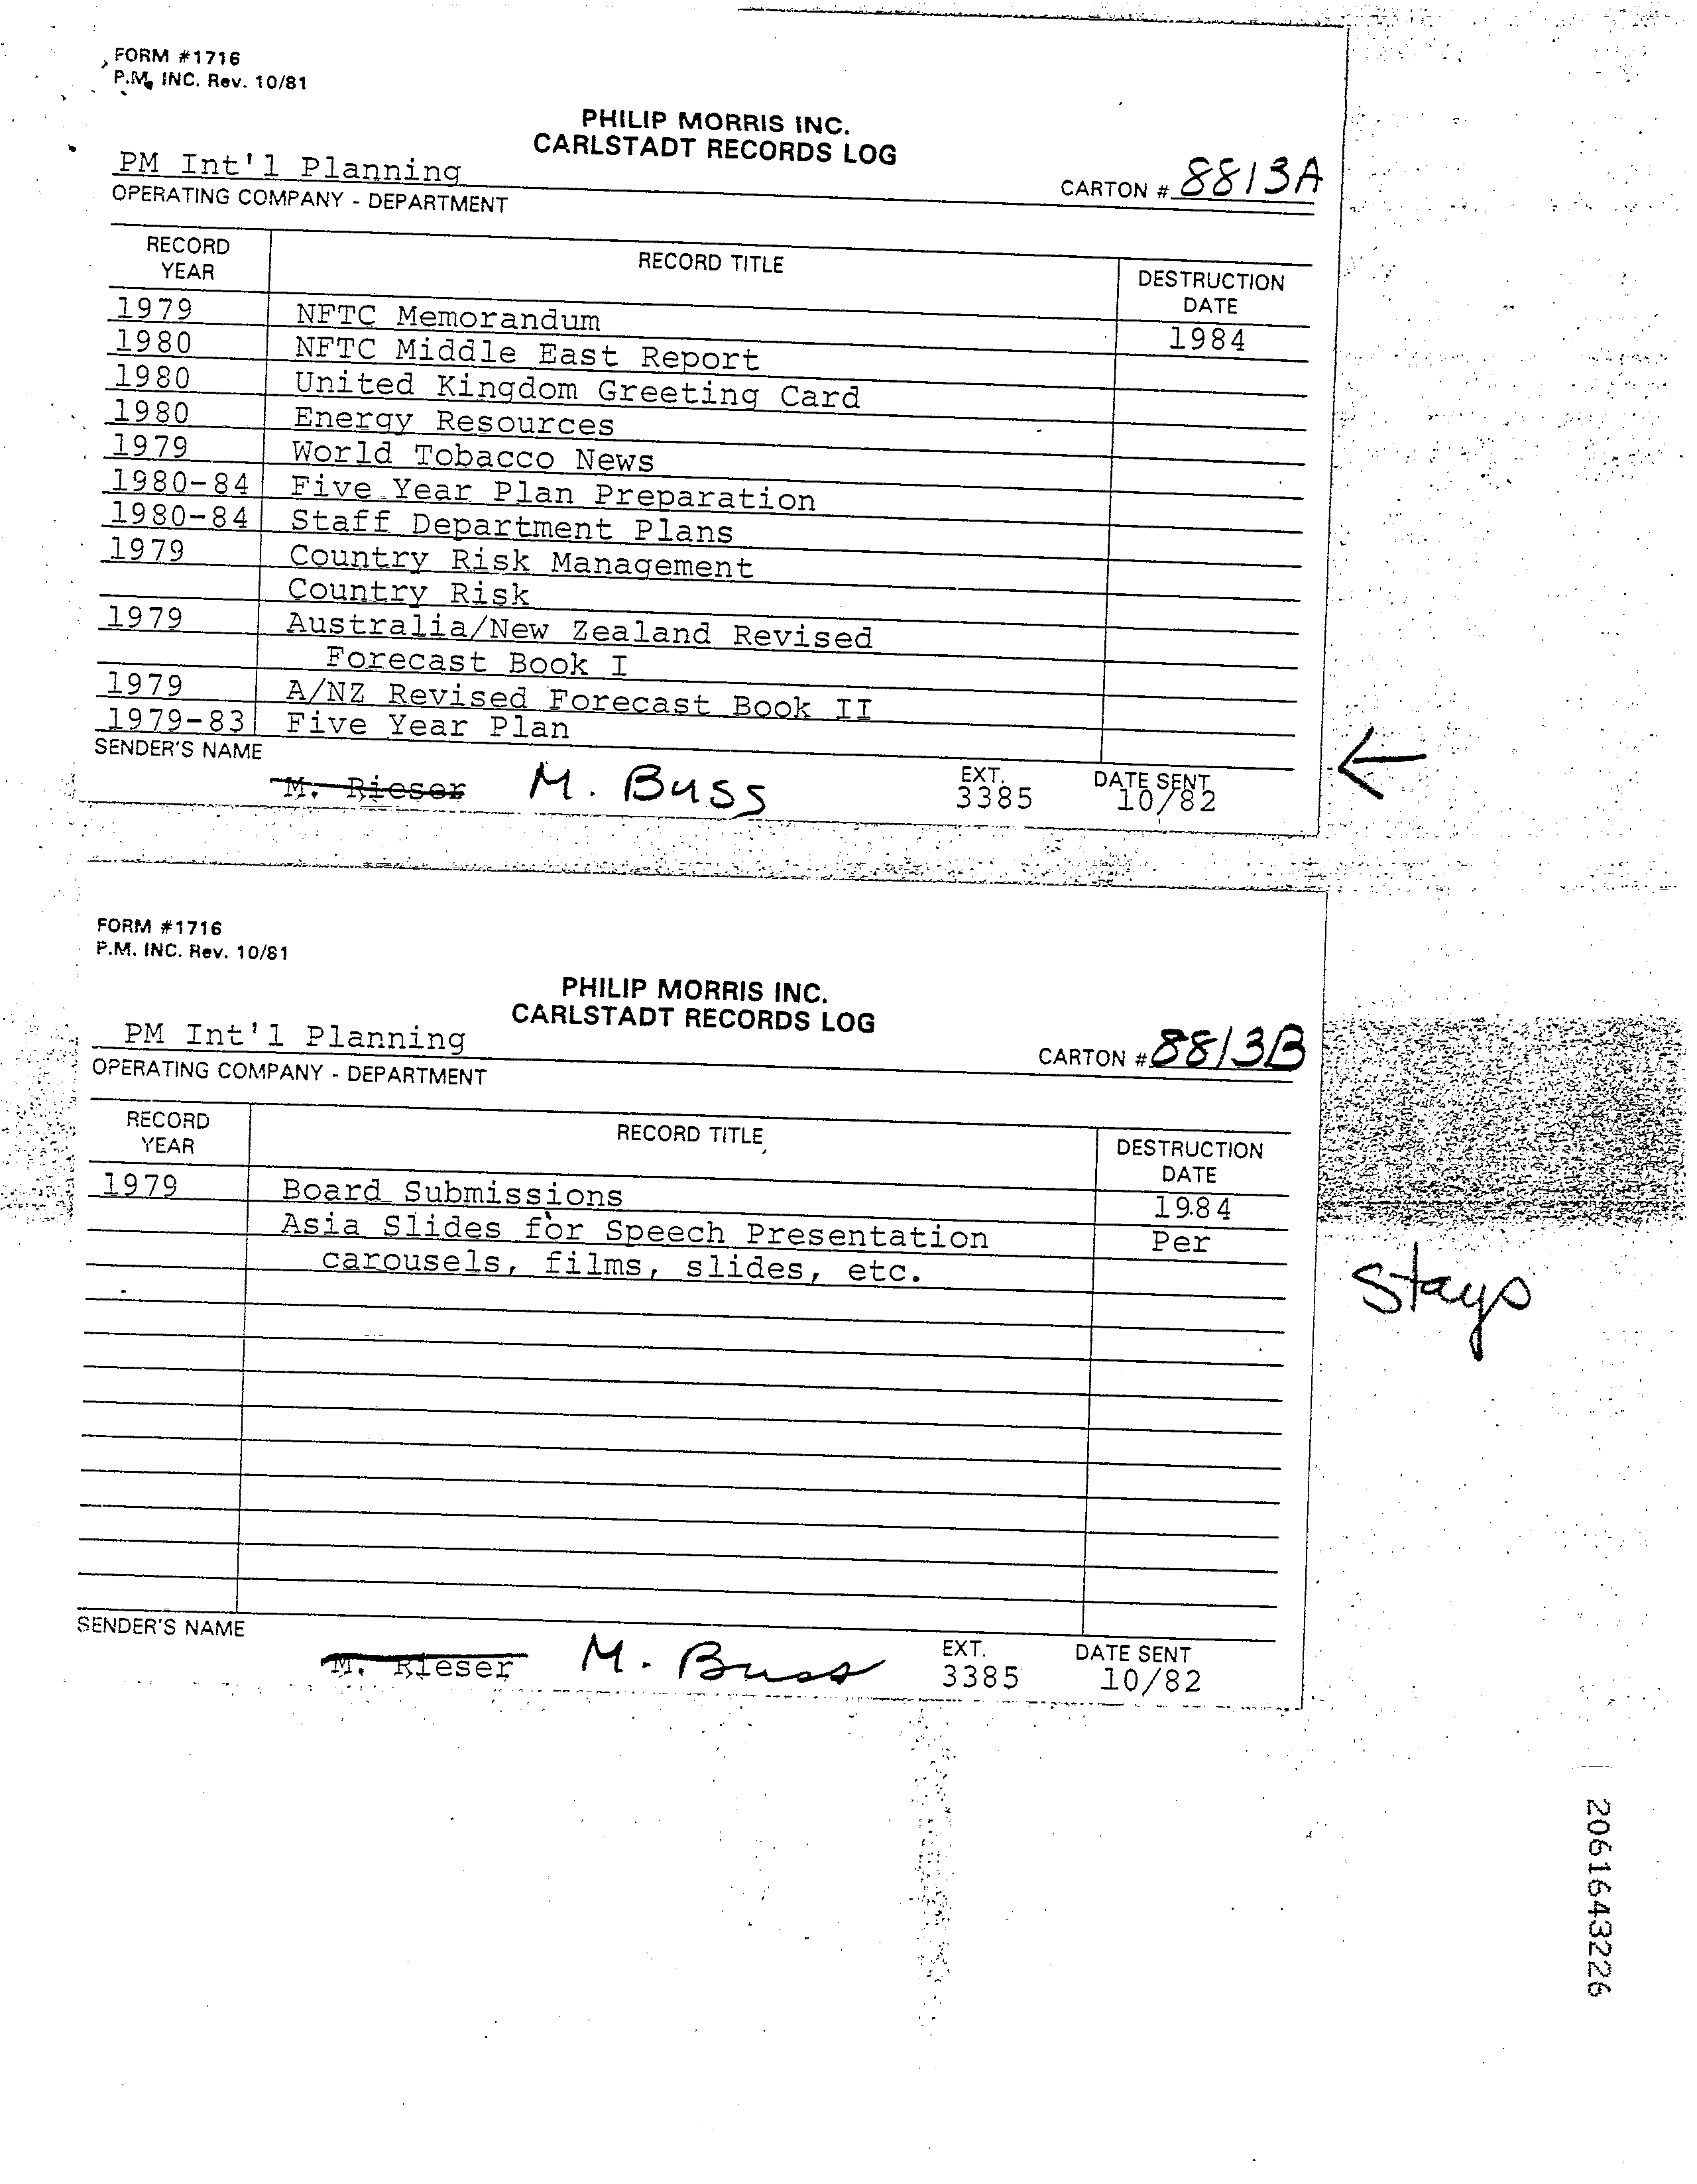 FORM #1716
P.M. INC. Rev. 10/81
PHILIP MORRIS INC.
CARLSTADT RECORDS LOG
PM Int'l Planning
OPERATING COMPANY - DEPARTMENT
CARTON # 8813A
RECORD YEAR RECORD TITLE DESTRUCTION DATE
1979 NFTC Memorandum 1984
1980 NFTC Middle East Report
1980 United Kingdom Greeting Card
1980 Energy Resources
1979 World Tobacco News
1980-84 Five Year Plan Preparation
1980-84 Staff Department Plans
1979 Country Risk Management
Country Risk
1979 Australia/New Zealand Revised
Forecast Book I
1979 A/NZ Revised Forecast Book II
1979-83 Five Year Plan
SENDER'S NAME EXT. DATE SENT
M. Rieser M. Buss 3385 10/82
FORM #1716
P.M. INC. Rev. 10/81
PHILIP MORRIS INC.
CARLSTADT RECORDS LOG
PM Int'l Planning
OPERATING COMPANY - DEPARTMENT
CARTON # 8813B
RECORD YEAR RECORD TITLE DESTRUCTION DATE
1979 Board Submissions 1984
Asia Slides for Speech Presentation Per
carousels, films, slides, etc.
Stays
SENDER'S NAME EXT. DATE SENT
M. Rieser M. Buss 3385 10/82
2061643226